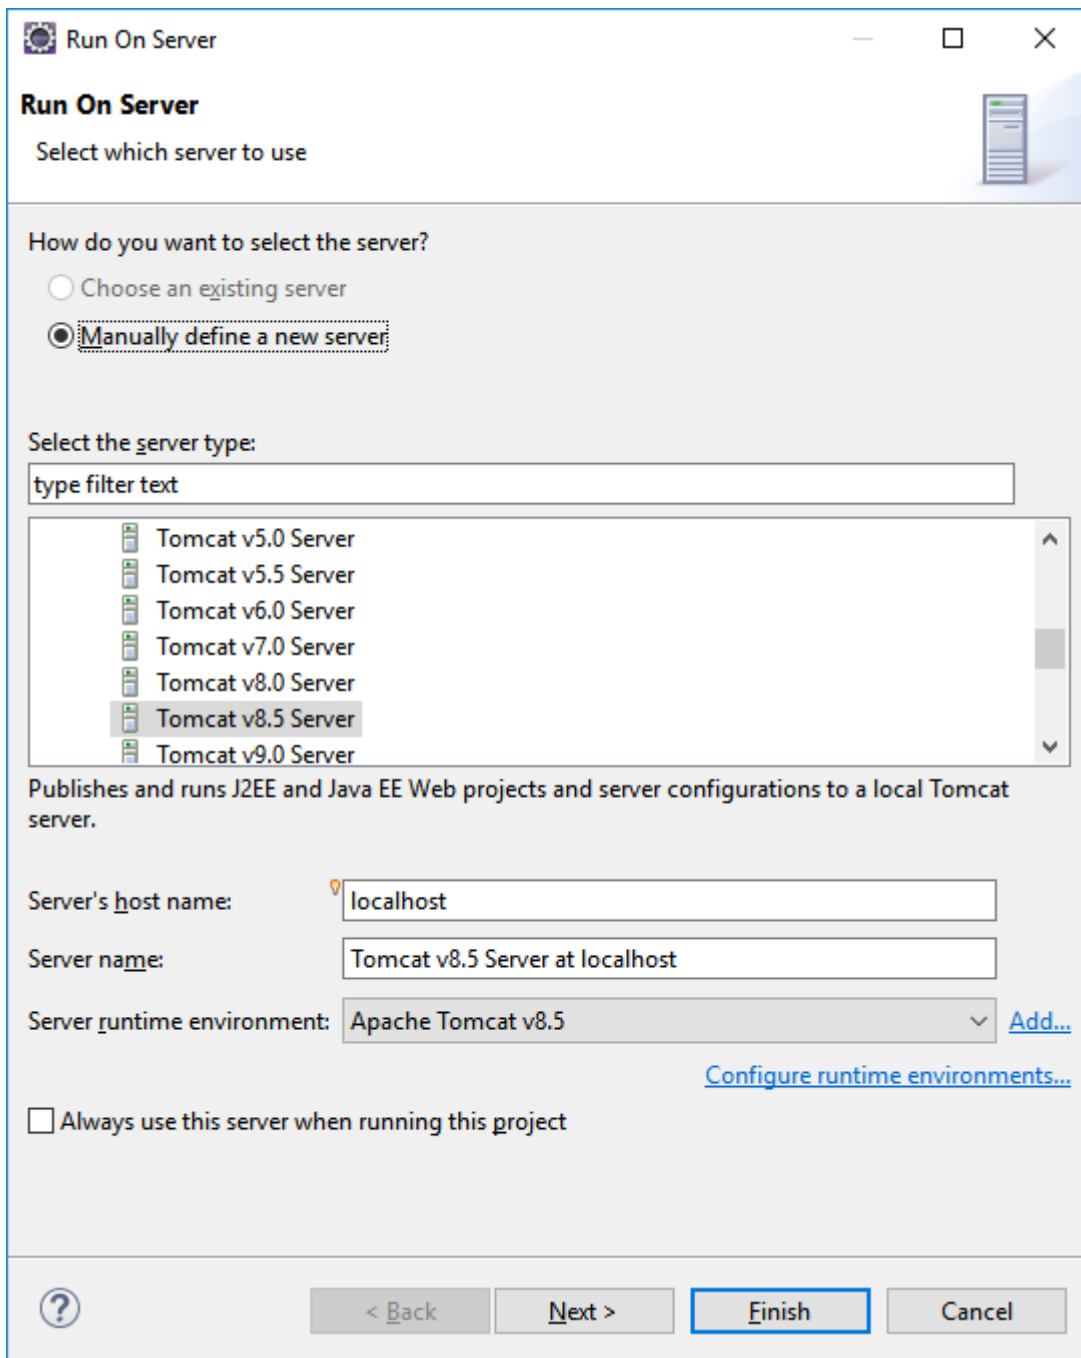 Run On Server
Run On Server
Select which server to use
How do you want to select the server?
Choose an existing server
Manually define a new server
Select the server type:
type filter text
Tomcat v5.0 Server
Tomcat v5.5 Server
Tomcat v6.0 Server
Tomcat v7.0 Server
Tomcat v8.0 Server
Tomcat v8.5 Server
Tomcat v9.0 Server
Publishes and runs J2EE and Java EE Web projects and server configurations to a local Tomcat
server.
Server's host name: localhost
Server name: Tomcat v8.5 Server at localhost
Server runtime environment: Apache Tomcat v8.5 Add...
Configure runtime environments...
Always use this server when running this project
? < Back Next > Finish Cancel